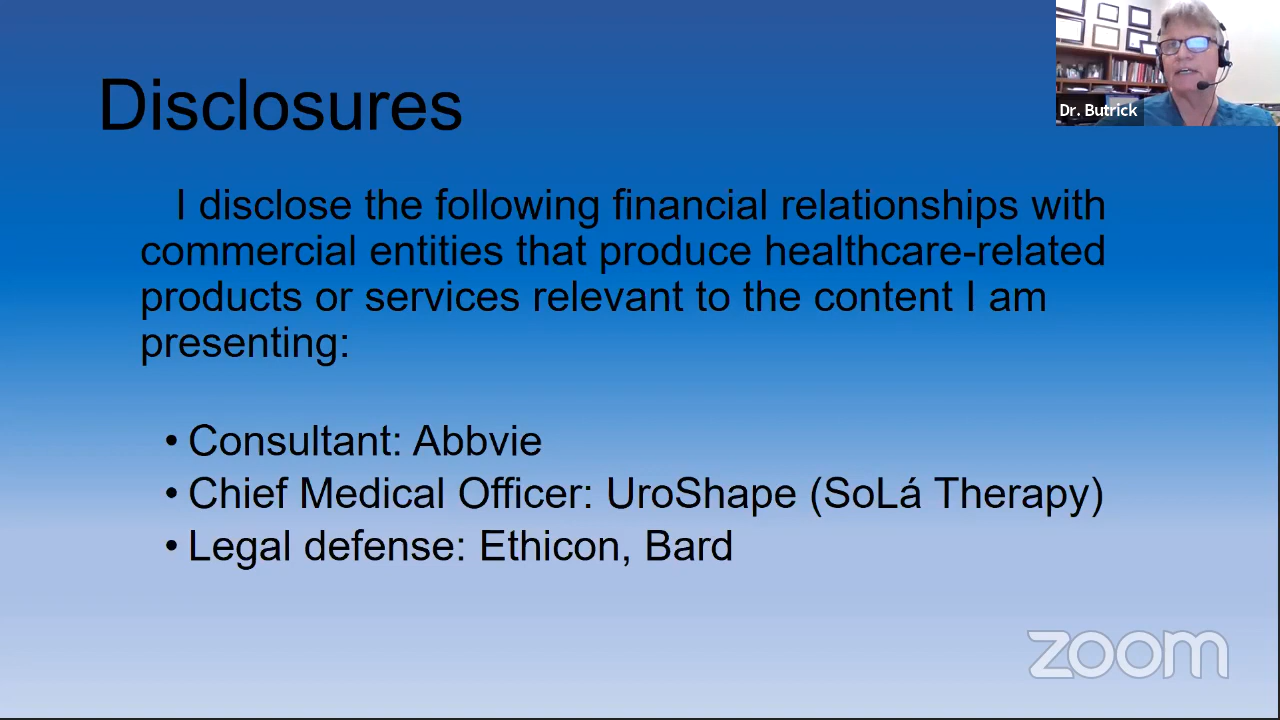 Disclosures
Dr. Butrick
I disclose the following financial relationships with
commercial entities that produce healthcare-related
products or services relevant to the content I am
presenting:
• Consultant: Abbvie
• Chief Medical Officer: UroShape (SoLá Therapy)
• Legal defense: Ethicon, Bard
zoom